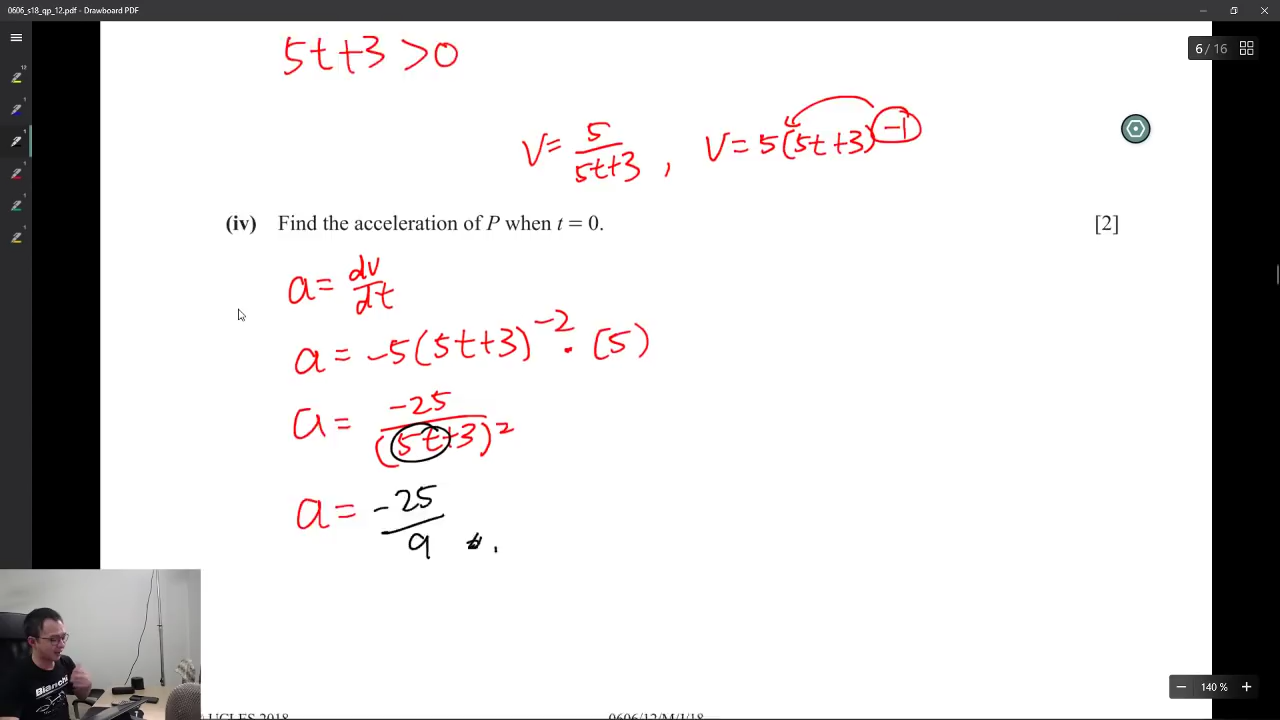 0606_s18_qp_12.pdf - Drawboard PDF
6 / 16
5t+3 >0
V= 5/(5t+3) , V= 5(5t+3)^-1
(iv) Find the acceleration of P when t = 0. [2]
a= dv/dt
a = -5(5t+3)^-2 . (5)
a = -25/(5t+3)²
a = -25/9
Bianchi
140 %
UCLES 2018 0606/12/M/J/18